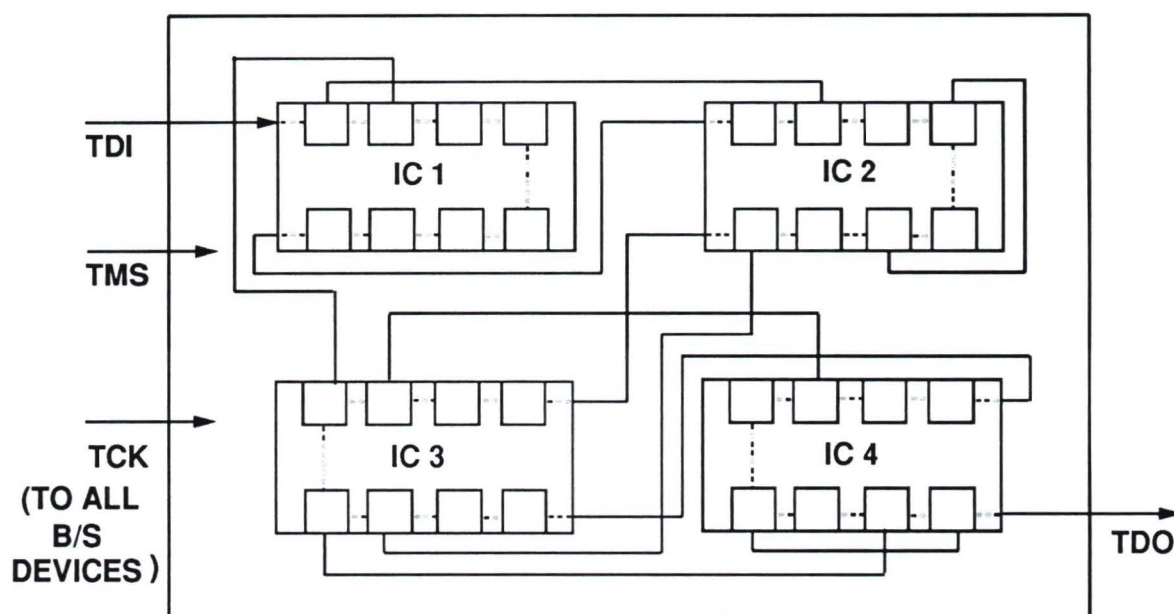 TDI
IC 1
IC 2
TMS
TCK
(TO ALL
B/S
DEVICES)
IC 3
IC 4
TDO